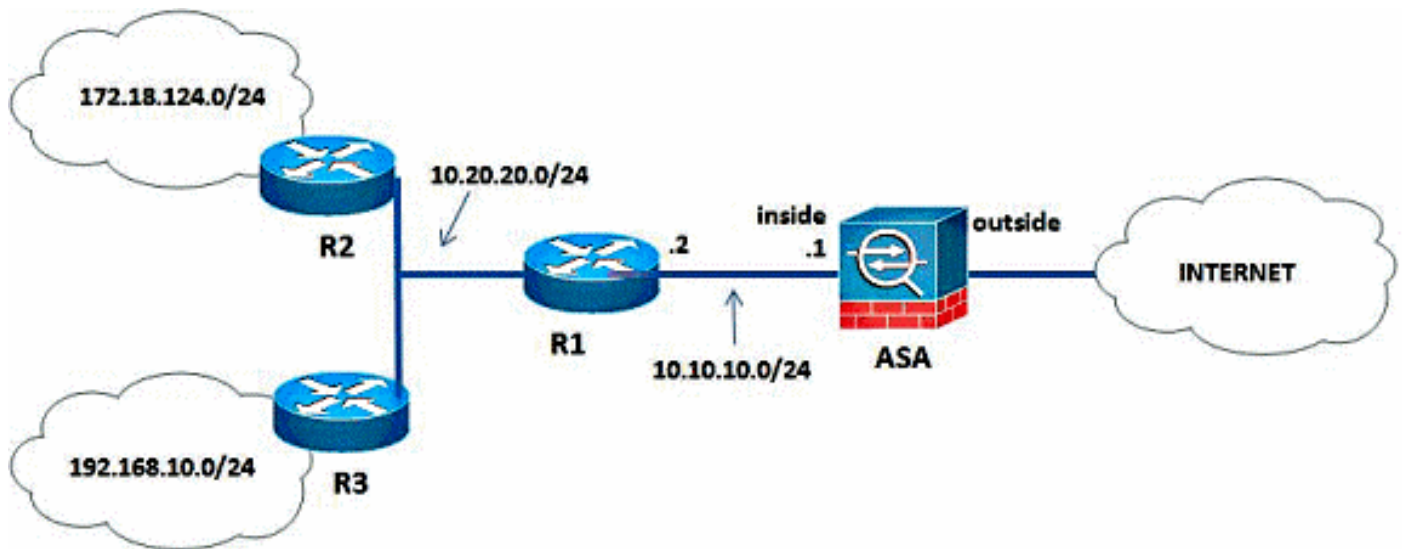 172.18.124.0/24
10.20.20.0/24
R2
inside
outside
.2
.1
INTERNET
R1
ASA
10.10.10.0/24
192.168.10.0/24
R3